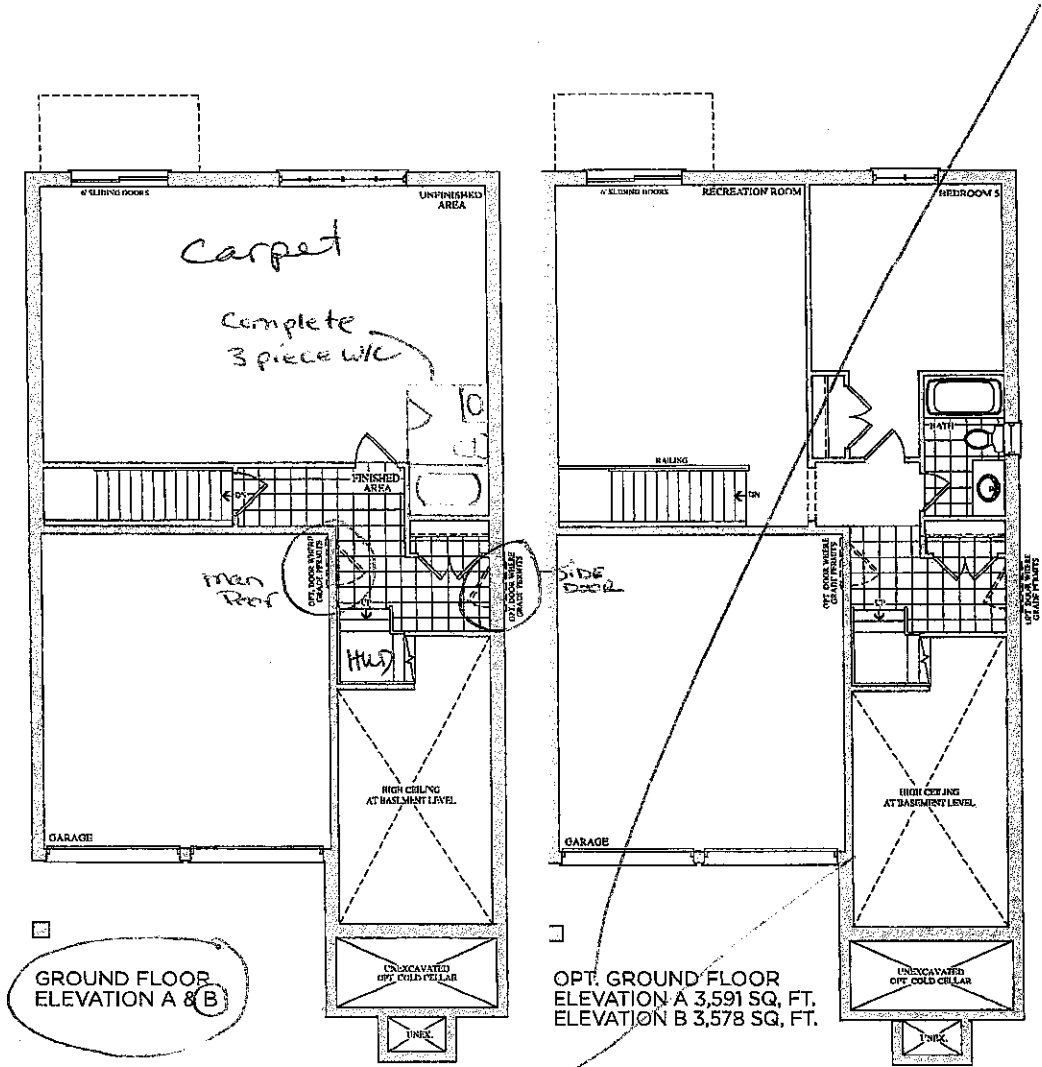 6' SLIDING DOORS
UNFINISHED
AREA
Carpet
Complete
3 piece W/C
FINISHED
AREA
DN
OPT. DOOR WHERE
GRADE PERMITS
man
Door
OPT. DOOR WHERE
GRADE PERMITS
SIDE
DOOR
HWD
HIGH CEILING
AT BASEMENT LEVEL
GARAGE
UNEXCAVATED
OPT. COLD CELLAR
UNEX.
GROUND FLOOR
ELEVATION A & B
6' SLIDING DOORS
RECREATION ROOM
BEDROOM 5
BATH
RAILING
DN
OPT. DOOR WHERE
GRADE PERMITS
OPT. DOOR WHERE
GRADE PERMITS
HIGH CEILING
AT BASEMENT LEVEL
GARAGE
UNEXCAVATED
OPT. COLD CELLAR
UNEX.
OPT. GROUND FLOOR
ELEVATION A 3,591 SQ. FT.
ELEVATION B 3,578 SQ. FT.